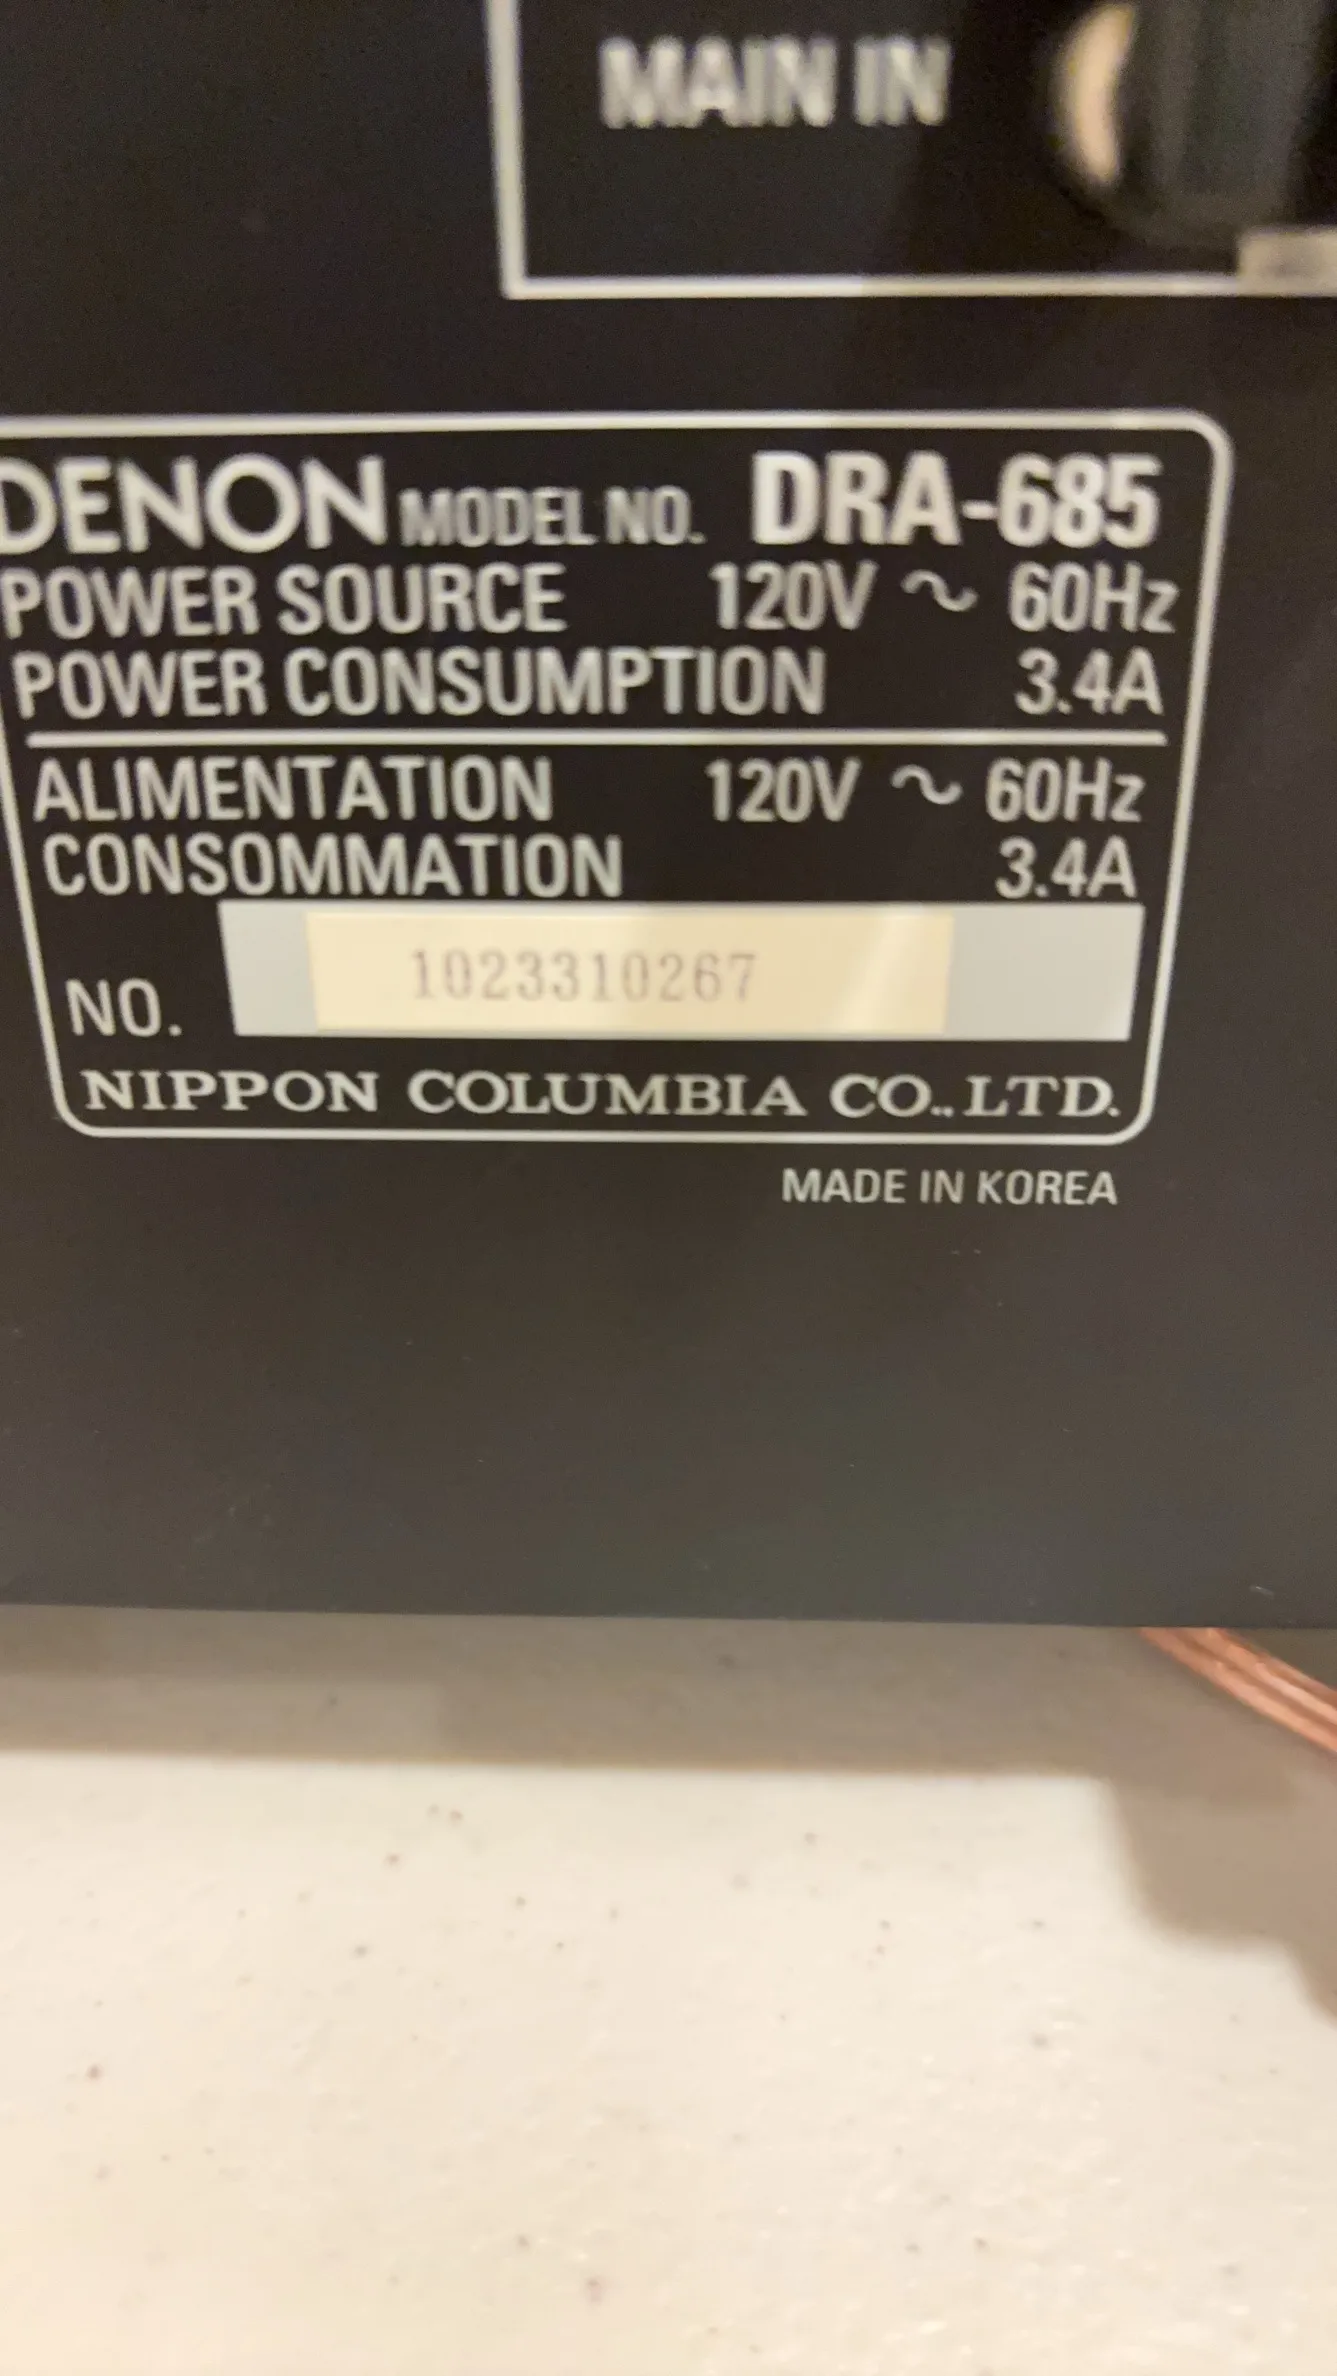 MAIN IN
DENON MODEL NO. DRA-685
POWER SOURCE 120V ~ 60Hz
POWER CONSUMPTION 3.4A
ALIMENTATION 120V ~ 60Hz
CONSOMMATION 3.4A
NO. 1023310267
NIPPON COLUMBIA CO., LTD.
MADE IN KOREA